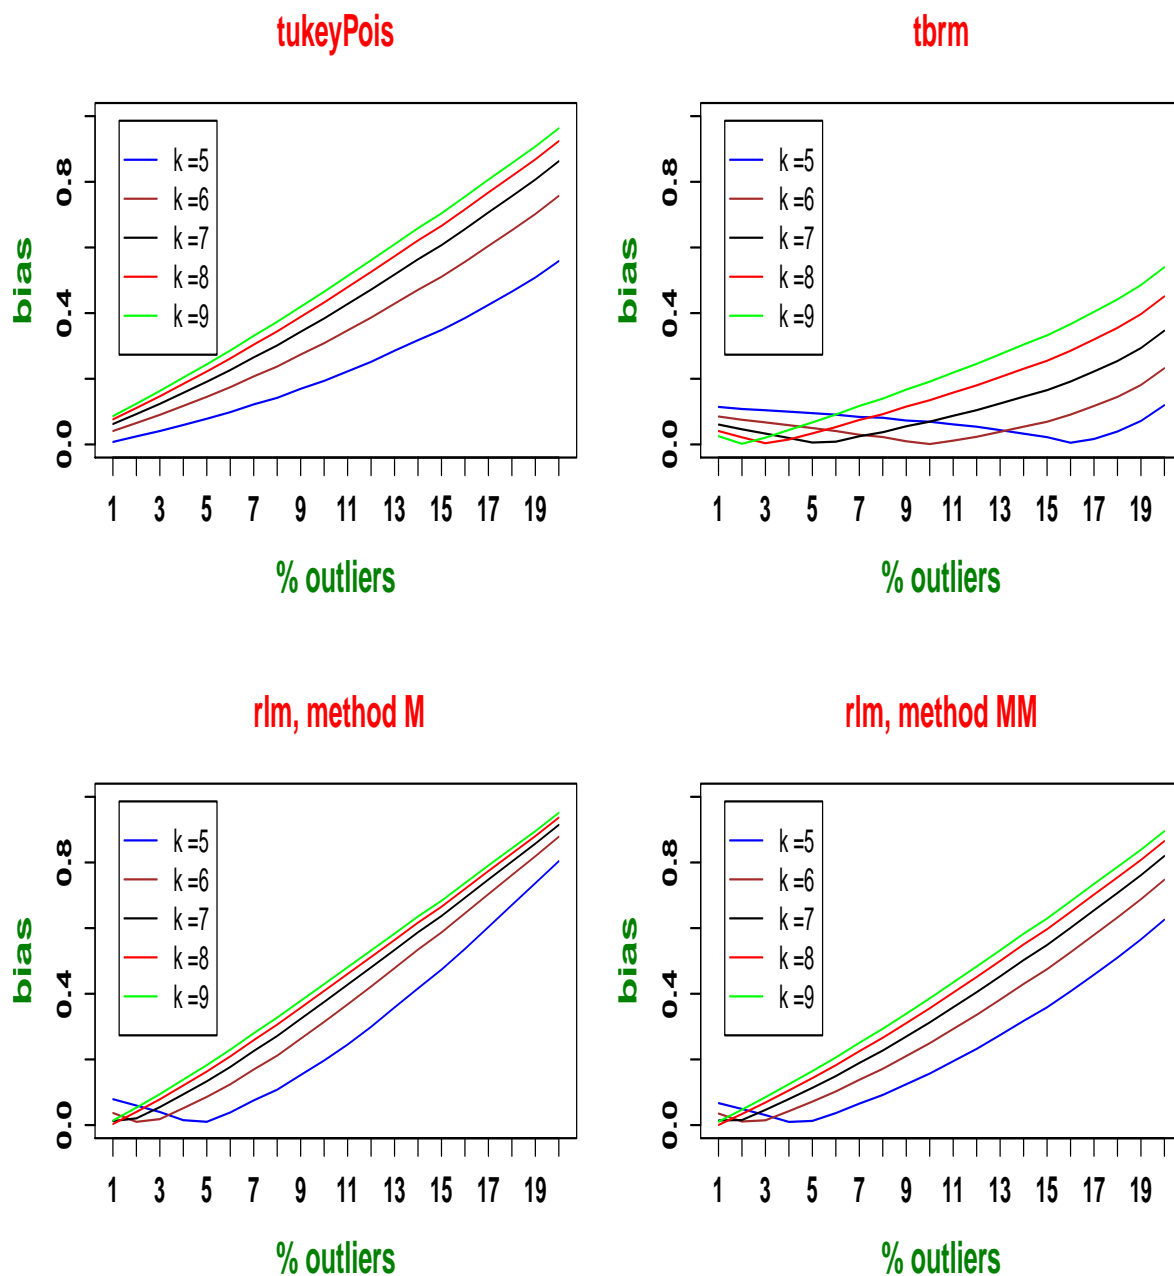 tukeyPois
bias
0.0 0.4 0.8
k =5
k =6
k =7
k =8
k =9
1 3 5 7 9 11 13 15 17 19
% outliers
tbrm
bias
0.0 0.4 0.8
k =5
k =6
k =7
k =8
k =9
1 3 5 7 9 11 13 15 17 19
% outliers
rlm, method M
bias
0.0 0.4 0.8
k =5
k =6
k =7
k =8
k =9
1 3 5 7 9 11 13 15 17 19
% outliers
rlm, method MM
bias
0.0 0.4 0.8
k =5
k =6
k =7
k =8
k =9
1 3 5 7 9 11 13 15 17 19
% outliers